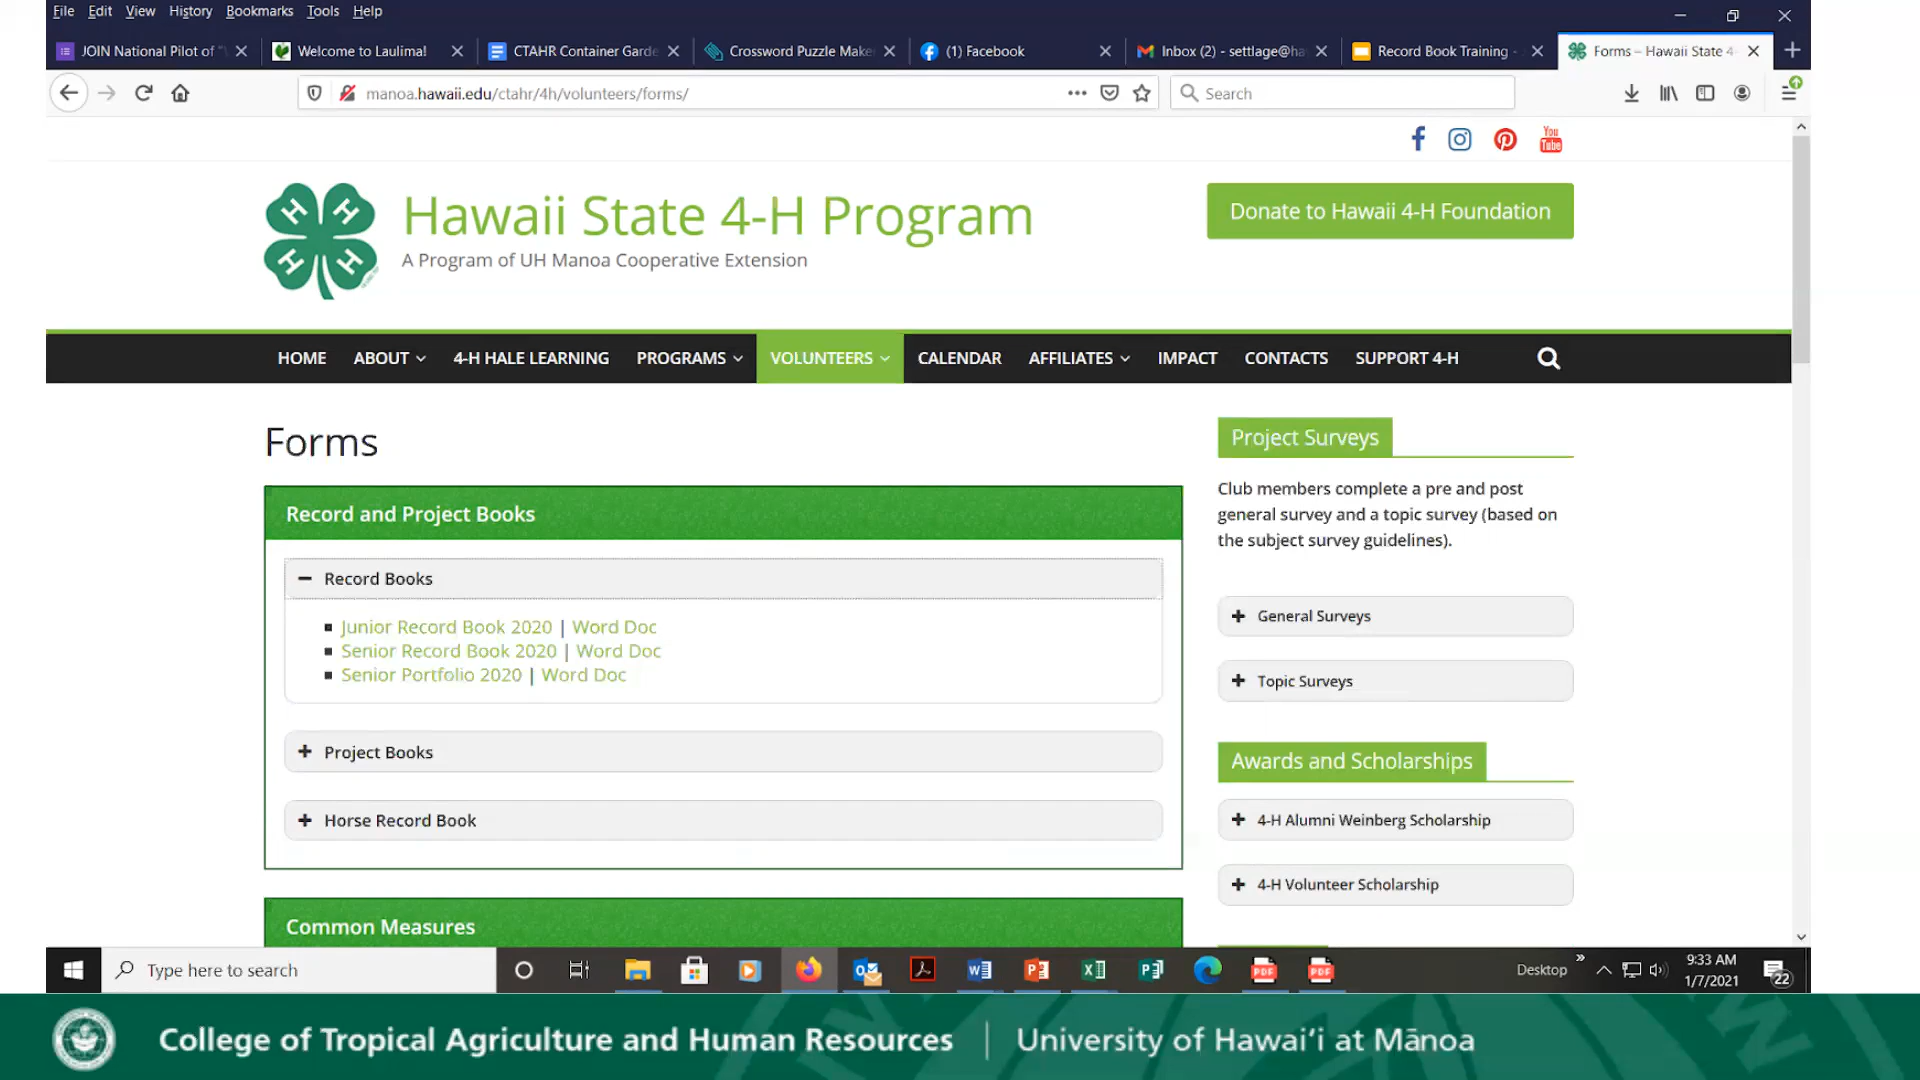 File Edit View History Bookmarks Tools Help
JOIN National Pilot of "
Welcome to Laulima!
CTAHR Container Garde
Crossword Puzzle Make
(1) Facebook
Inbox (2) - settlage@ha
Record Book Training -
Forms – Hawaii State 4-
manoa.hawaii.edu/ctahr/4h/volunteers/forms/
Search
You Tube
Hawaii State 4-H Program
A Program of UH Manoa Cooperative Extension
Donate to Hawaii 4-H Foundation
H H H H
HOME ABOUT 4-H HALE LEARNING PROGRAMS VOLUNTEERS CALENDAR AFFILIATES IMPACT CONTACTS SUPPORT 4-H
Forms
Record and Project Books
Record Books
Junior Record Book 2020 | Word Doc
Senior Record Book 2020 | Word Doc
Senior Portfolio 2020 | Word Doc
Project Books
Horse Record Book
Common Measures
Project Surveys
Club members complete a pre and post
general survey and a topic survey (based on
the subject survey guidelines).
General Surveys
Topic Surveys
Awards and Scholarships
4-H Alumni Weinberg Scholarship
4-H Volunteer Scholarship
Type here to search
Desktop
9:33 AM
1/7/2021
22
College of Tropical Agriculture and Human Resources | University of Hawaiʻi at Mānoa